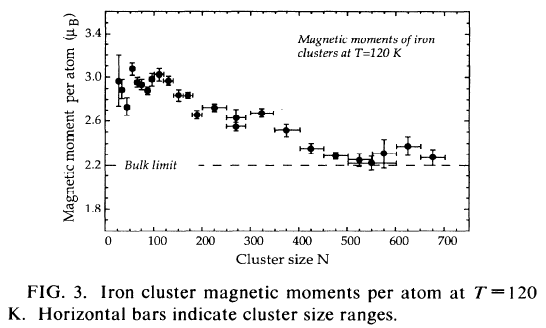 Magnetic moment per atom (μB)
3.8
3.4
3.0
2.6
2.2
1.8
Magnetic moments of iron
clusters at T=120 K
Bulk limit
0 100 200 300 400 500 600 700
Cluster size N
FIG. 3. Iron cluster magnetic moments per atom at T=120
K. Horizontal bars indicate cluster size ranges.